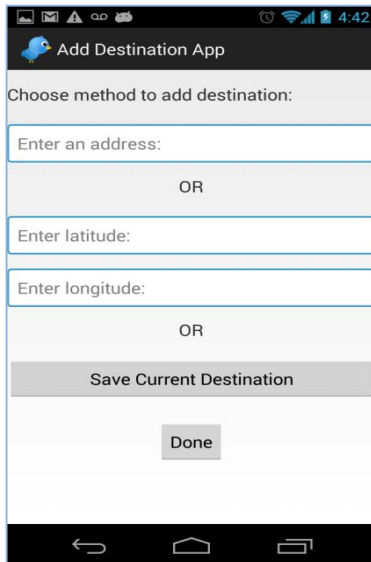 4:42
Add Destination App
Choose method to add destination:
Enter an address:
OR
Enter latitude:
Enter longitude:
OR
Save Current Destination
Done